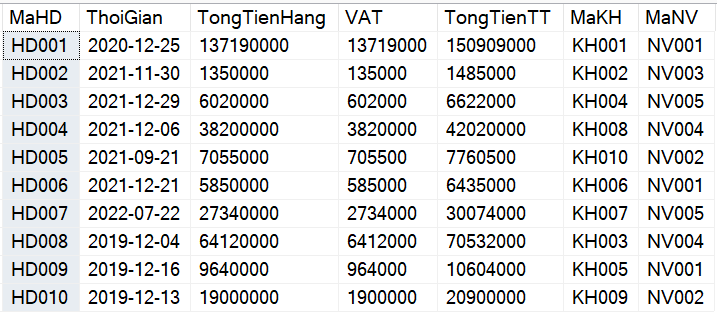 MaHD ThoiGian TongTienHang VAT TongTienTT MaKH MaNV
HD001 2020-12-25 137190000 13719000 150909000 KH001 NV001
HD002 2021-11-30 1350000 135000 1485000 KH002 NV003
HD003 2021-12-29 6020000 602000 6622000 KH004 NV005
HD004 2021-12-06 38200000 3820000 42020000 KH008 NV004
HD005 2021-09-21 7055000 705500 7760500 KH010 NV002
HD006 2021-12-21 5850000 585000 6435000 KH006 NV001
HD007 2022-07-22 27340000 2734000 30074000 KH007 NV005
HD008 2019-12-04 64120000 6412000 70532000 KH003 NV004
HD009 2019-12-16 9640000 964000 10604000 KH005 NV001
HD010 2019-12-13 19000000 1900000 20900000 KH009 NV002